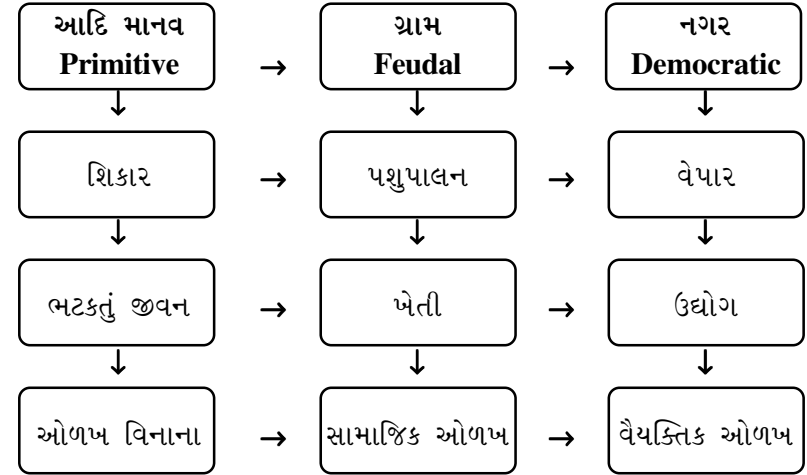 આદિ માનવ
Primitive
→
ગ્રામ
Feudal
→
નગર
Democratic
↓
↓
↓
શિકાર
→
પશુપાલન
→
વેપાર
↓
↓
↓
ભટકતું જીવન
→
ખેતી
→
ઉદ્યોગ
↓
↓
↓
ઓળખ વિનાના
→
સામાજિક ઓળખ
→
વૈયક્તિક ઓળખ